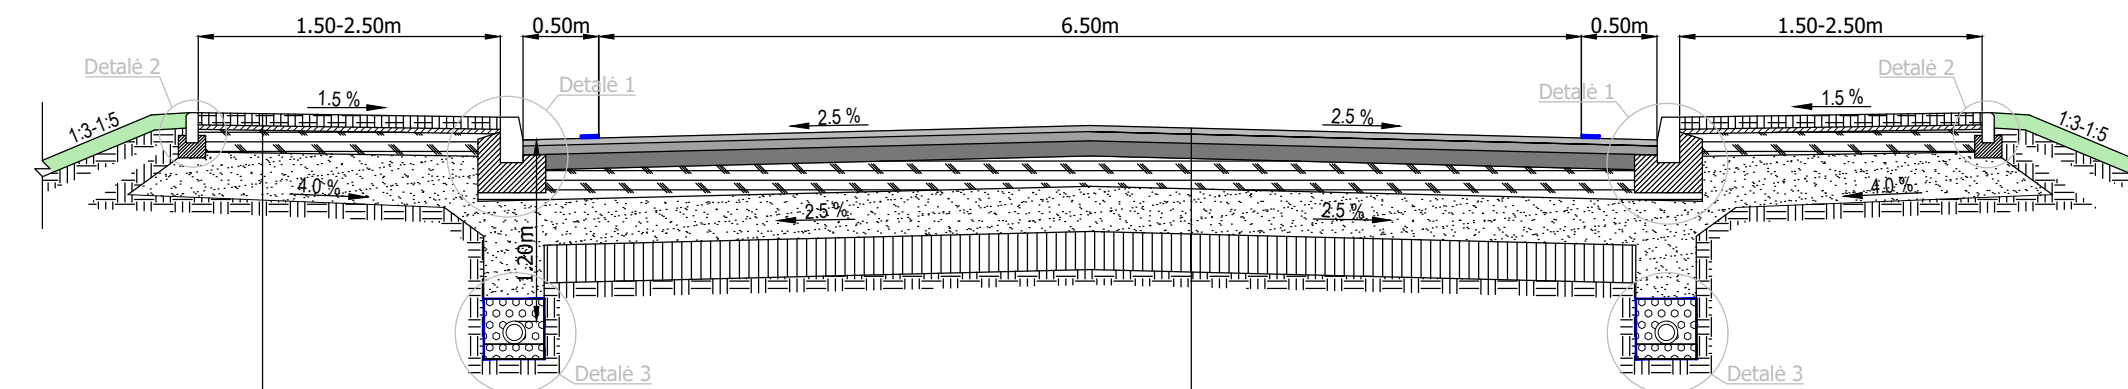 1.50-2.50m
0.50m
6.50m
0.50m
1.50-2.50m
Detalė 2
Detalė 1
Detalė 1
Detalė 2
1:3-1:5
1.5 %
2.5 %
2.5 %
1.5 %
1:3-1:5
4.0 %
2.5 %
2.5 %
4.0 %
1.20m
Detalė 3
Detalė 3